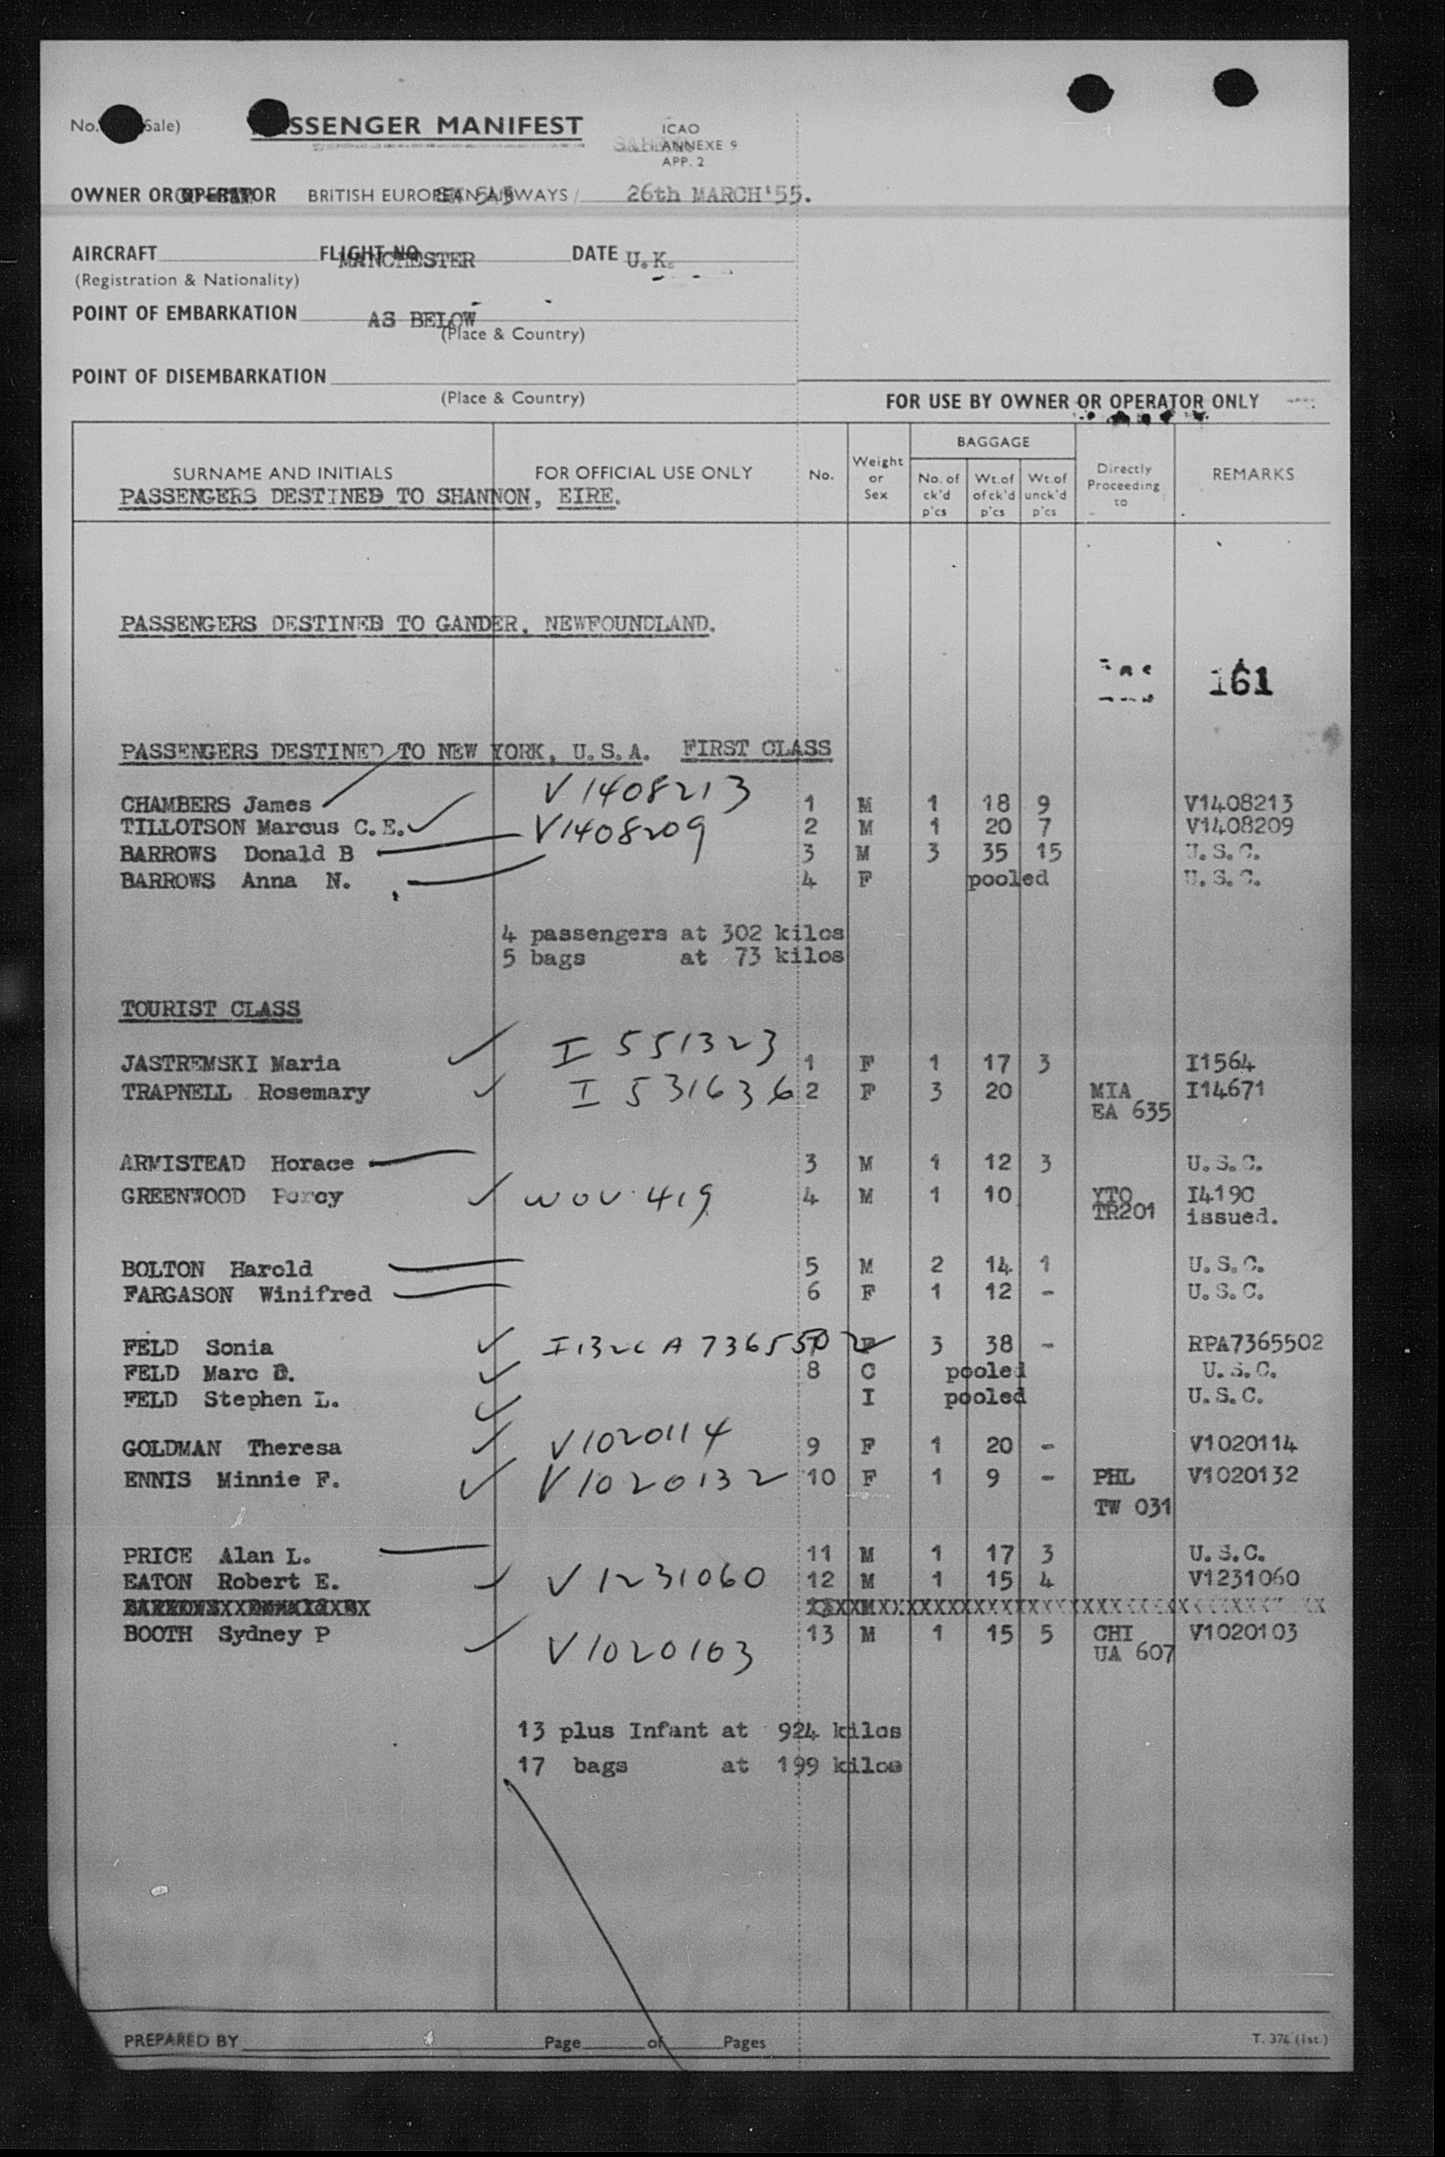 No. Sale)
SSENGER MANIFEST
ICAO
ANNEXE 9
APP. 2
OWNER OR OPERATOR BRITISH EUROPEAN AIRWAYS / 26th MARCH'55.
AIRCRAFT FLIGHT NO MANCHESTER DATE U.K.
(Registration & Nationality)
POINT OF EMBARKATION AS BELOW
(Place & Country)
POINT OF DISEMBARKATION
(Place & Country)
FOR USE BY OWNER OR OPERATOR ONLY
SURNAME AND INITIALS FOR OFFICIAL USE ONLY No. Weight or Sex BAGGAGE No. of ck'd p'cs Wt.of ofck'd p'cs Wt.of unck'd p'cs Directly Proceeding to REMARKS
PASSENGERS DESTINED TO SHANNON, EIRE.
PASSENGERS DESTINED TO GANDER, NEWFOUNDLAND.
161
PASSENGERS DESTINED TO NEW YORK, U.S.A. FIRST CLASS
CHAMBERS James V1408213 1 M 1 18 9 V1408213
TILLOTSON Marcus C.E. V1408209 2 M 1 20 7 V1408209
BARROWS Donald B 3 M 3 35 15 U.S.C.
BARROWS Anna N. 4 F pooled U.S.C.
4 passengers at 302 kilos
5 bags at 73 kilos
TOURIST CLASS
JASTREMSKI Maria I 551323 1 F 1 17 3 I1564
TRAPNELL Rosemary I 531636 2 F 3 20 MIA I14671
EA 635
ARMISTEAD Horace 3 M 1 12 3 U.S.C.
GREENWOOD Percy WOV 419 4 M 1 10 YTO I419C
TR201 issued.
BOLTON Harold 5 M 2 14 1 U.S.C.
FARGASON Winifred 6 F 1 12 - U.S.C.
FELD Sonia I132C A 7365502 F 3 38 - RPA7365502
FELD Marc D. 8 C pooled U.S.C.
FELD Stephen L. I pooled U.S.C.
GOLDMAN Theresa V1020114 9 F 1 20 - V1020114
ENNIS Minnie F. V1020132 10 F 1 9 - PHL V1020132
TW 031
PRICE Alan L. 11 M 1 17 3 U.S.C.
EATON Robert E. V1231060 12 M 1 15 4 V1231060
BOOTH Sydney P V1020103 13 M 1 15 5 CHI V1020103
UA 607
13 plus Infant at 924 kilos
17 bags at 199 kilos
PREPARED BY Page of Pages T. 374 (1st.)